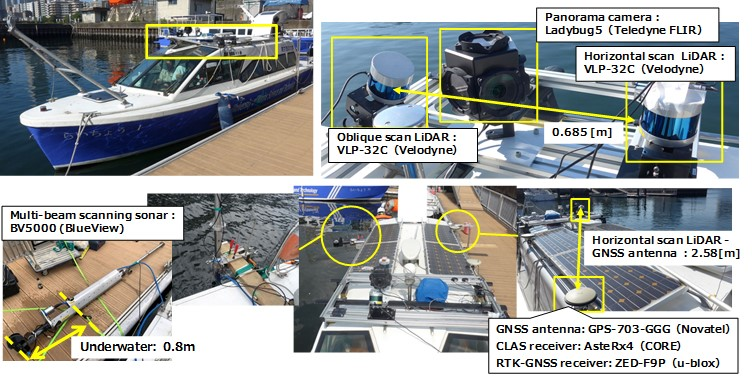 Panorama camera :
Ladybug5（Teledyne FLIR）
Horizontal scan LiDAR :
VLP-32C（Velodyne）
Oblique scan LiDAR :
VLP-32C（Velodyne）
0.685 [m]
Multi-beam scanning sonar :
BV5000（BlueView）
Underwater: 0.8m
Horizontal scan LiDAR -
GNSS antenna : 2.58[m]
GNSS antenna: GPS-703-GGG（Novatel）
CLAS receiver: AsteRx4（CORE）
RTK-GNSS receiver: ZED-F9P（u-blox）